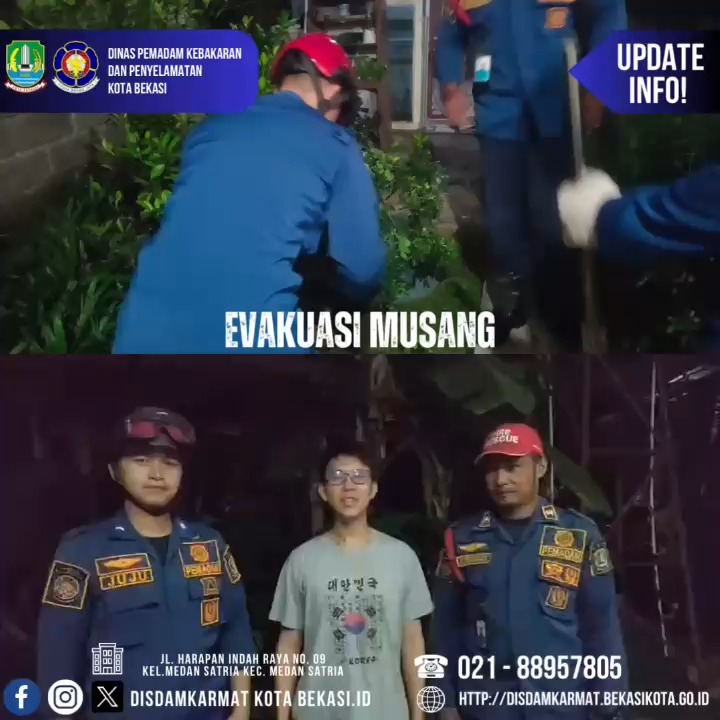 DINAS PEMADAM KEBAKARAN
DAN PENYELAMATAN
KOTA BEKASI
UPDATE
INFO!
EVAKUASI MUSANG
FIRE
RESCUE
JUJU
PEMADAM
대한민국
KOREA
PEMADAM
JL. HARAPAN INDAH RAYA NO. 09
KEL.MEDAN SATRIA KEC. MEDAN SATRIA
021 - 88957805
DISDAMKARMAT KOTA BEKASI.ID
HTTP://DISDAMKARMAT.BEKASIKOTA.GO.ID